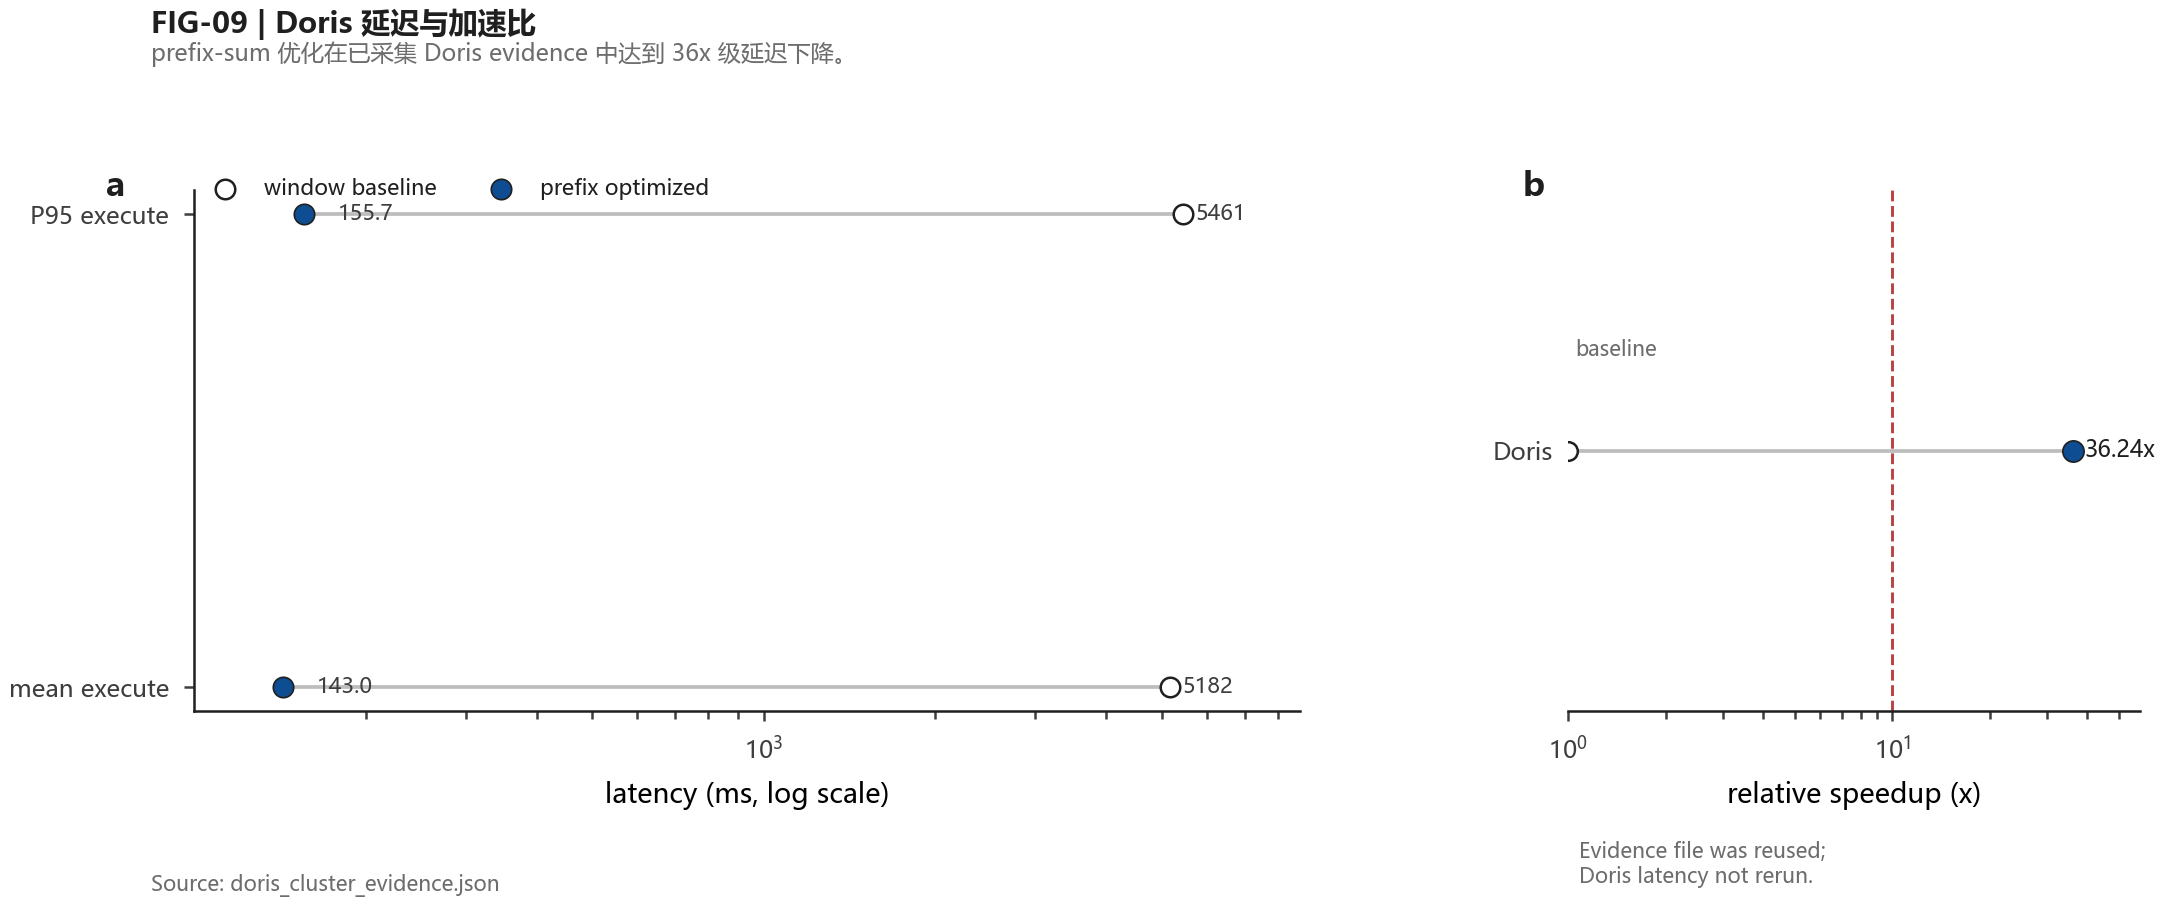 FIG-09 | Doris 延迟与加速比
prefix-sum 优化在已采集 Doris evidence 中达到 36x 级延迟下降。
a
window baseline
prefix optimized
P95 execute
155.7
5461
mean execute
143.0
5182
10³
latency (ms, log scale)
Source: doris_cluster_evidence.json
b
baseline
Doris
36.24x
10⁰
10¹
relative speedup (x)
Evidence file was reused;
Doris latency not rerun.